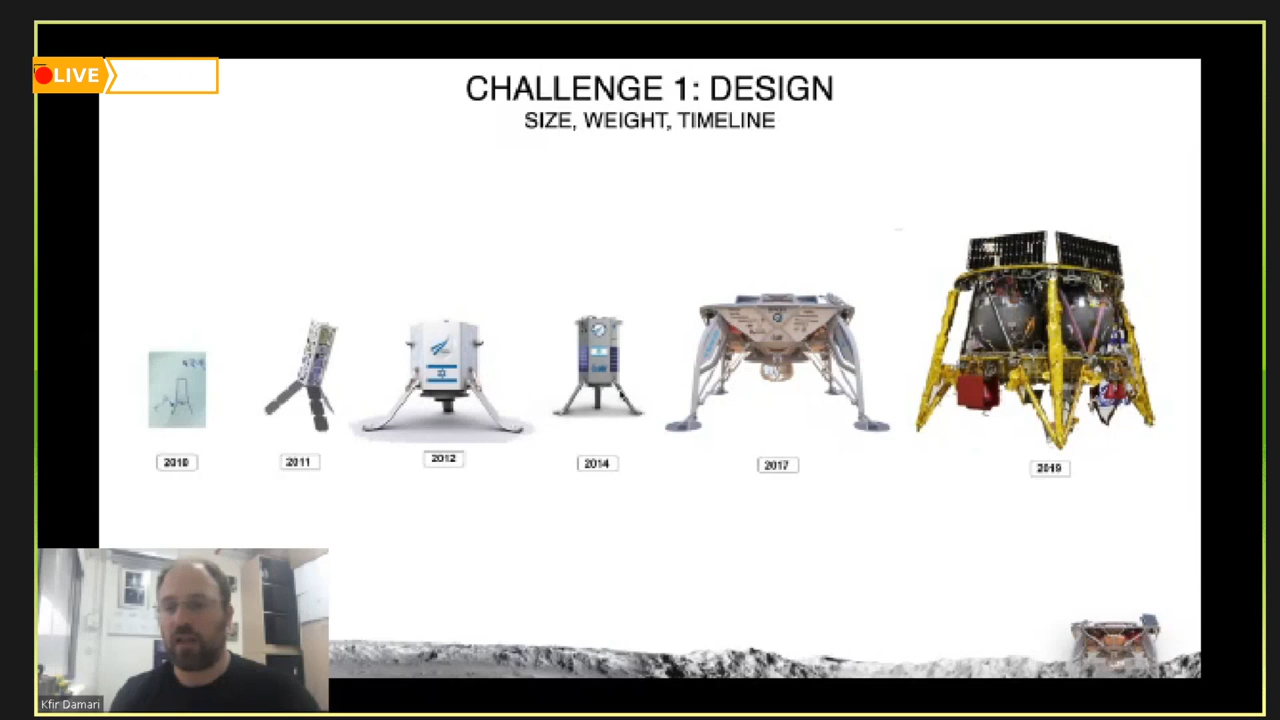 LIVE
CHALLENGE 1: DESIGN
SIZE, WEIGHT, TIMELINE
2010
2011
2012
2014
2017
2019
Kfir Damari